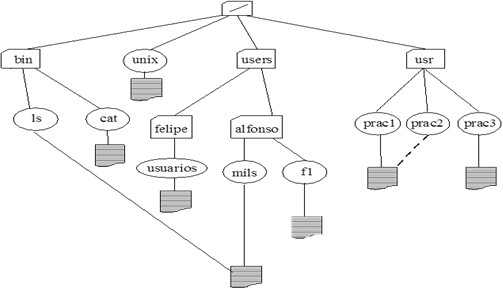 /
bin
unix
users
usr
ls
cat
felipe
alfonso
prac1
prac2
prac3
usuarios
mils
f1